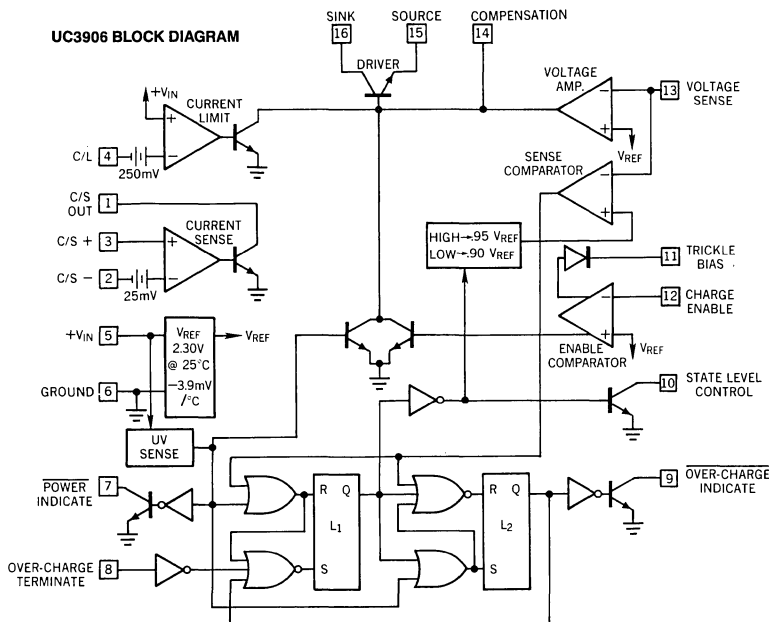 UC3906 BLOCK DIAGRAM
SINK
16
SOURCE
15
COMPENSATION
14
DRIVER
+VIN
CURRENT
LIMIT
+
−
C/L 4
250mV
VOLTAGE
AMP.
−
+
13 VOLTAGE
SENSE
VREF
SENSE
COMPARATOR
−
+
C/S
OUT
1
C/S + 3
C/S − 2
25mV
CURRENT
SENSE
+
−
HIGH→.95 VREF
LOW→.90 VREF
11 TRICKLE
BIAS
12 CHARGE
ENABLE
−
+
VREF
ENABLE
COMPARATOR
+VIN 5
VREF
2.30V
@ 25°C
−3.9mV
/°C
VREF
GROUND 6
UV
SENSE
10 STATE LEVEL
CONTROL
POWER
INDICATE
7
R Q
L1
S
R Q
L2
S
9 OVER-CHARGE
INDICATE
OVER-CHARGE
TERMINATE
8